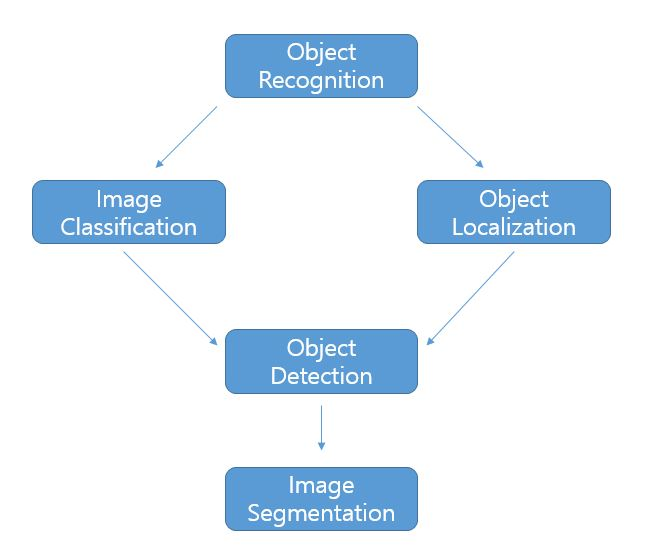 Object
Recognition
Image
Classification
Object
Localization
Object
Detection
Image
Segmentation